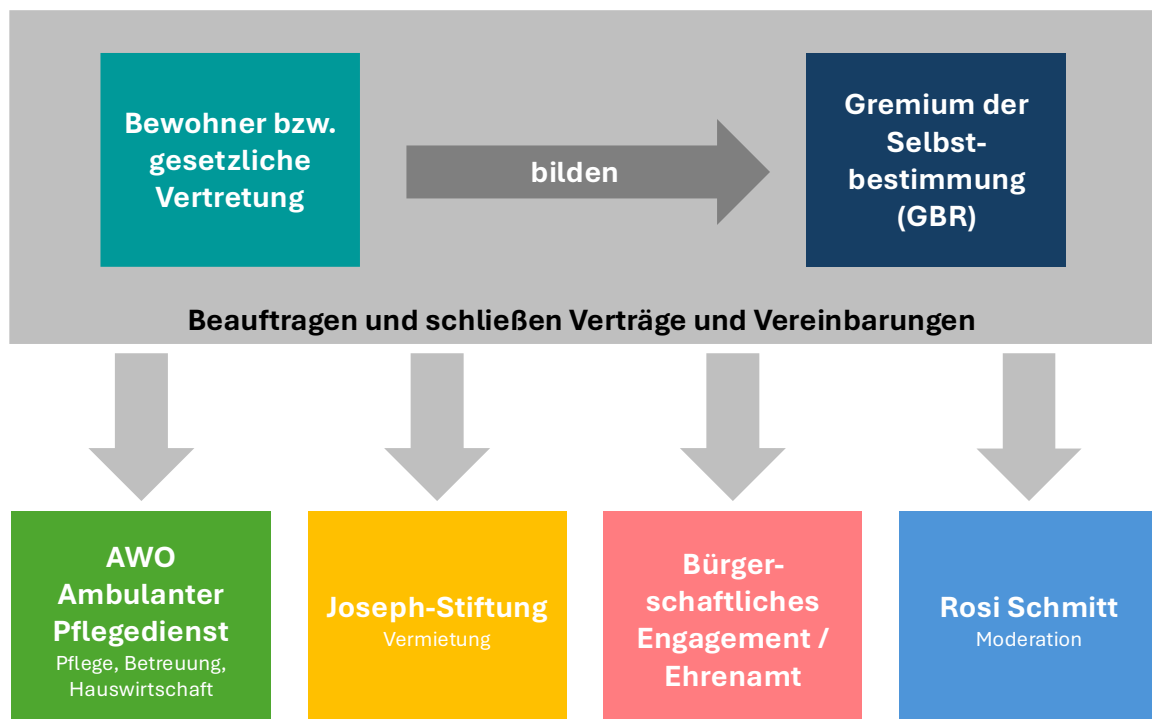 Bewohner bzw.
gesetzliche
Vertretung
bilden
Gremium der
Selbst-
bestimmung
(GBR)
Beauftragen und schließen Verträge und Vereinbarungen
AWO
Ambulanter
Pflegedienst
Pflege, Betreuung,
Hauswirtschaft
Joseph-Stiftung
Vermietung
Bürger-
schaftliches
Engagement /
Ehrenamt
Rosi Schmitt
Moderation